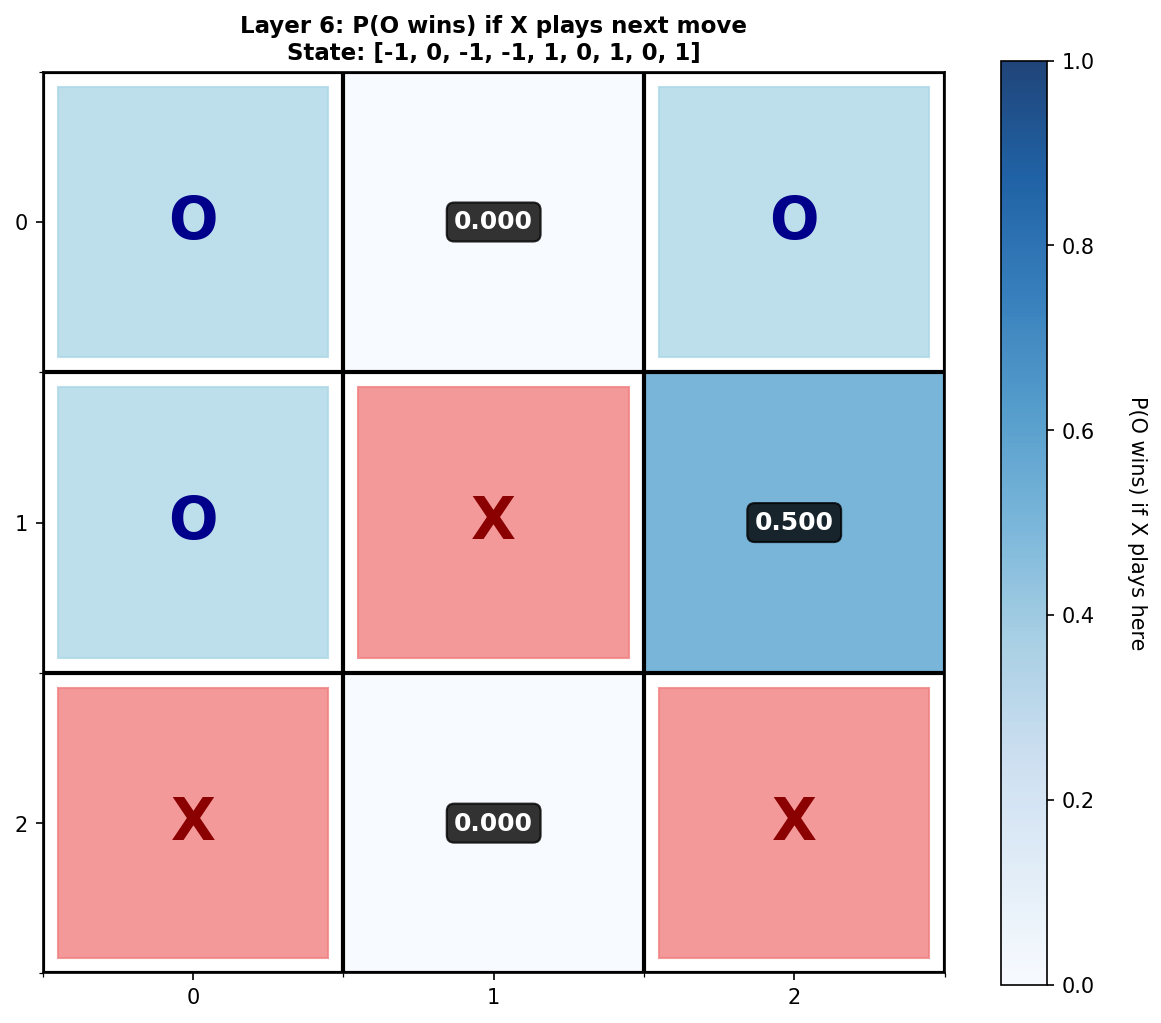 Layer 6: P(O wins) if X plays next move
State: [-1, 0, -1, -1, 1, 0, 1, 0, 1]
O
0.000
O
O
X
0.500
X
0.000
X
0
1
2
0
1
2
1.0
0.8
0.6
0.4
0.2
0.0
P(O wins) if X plays here